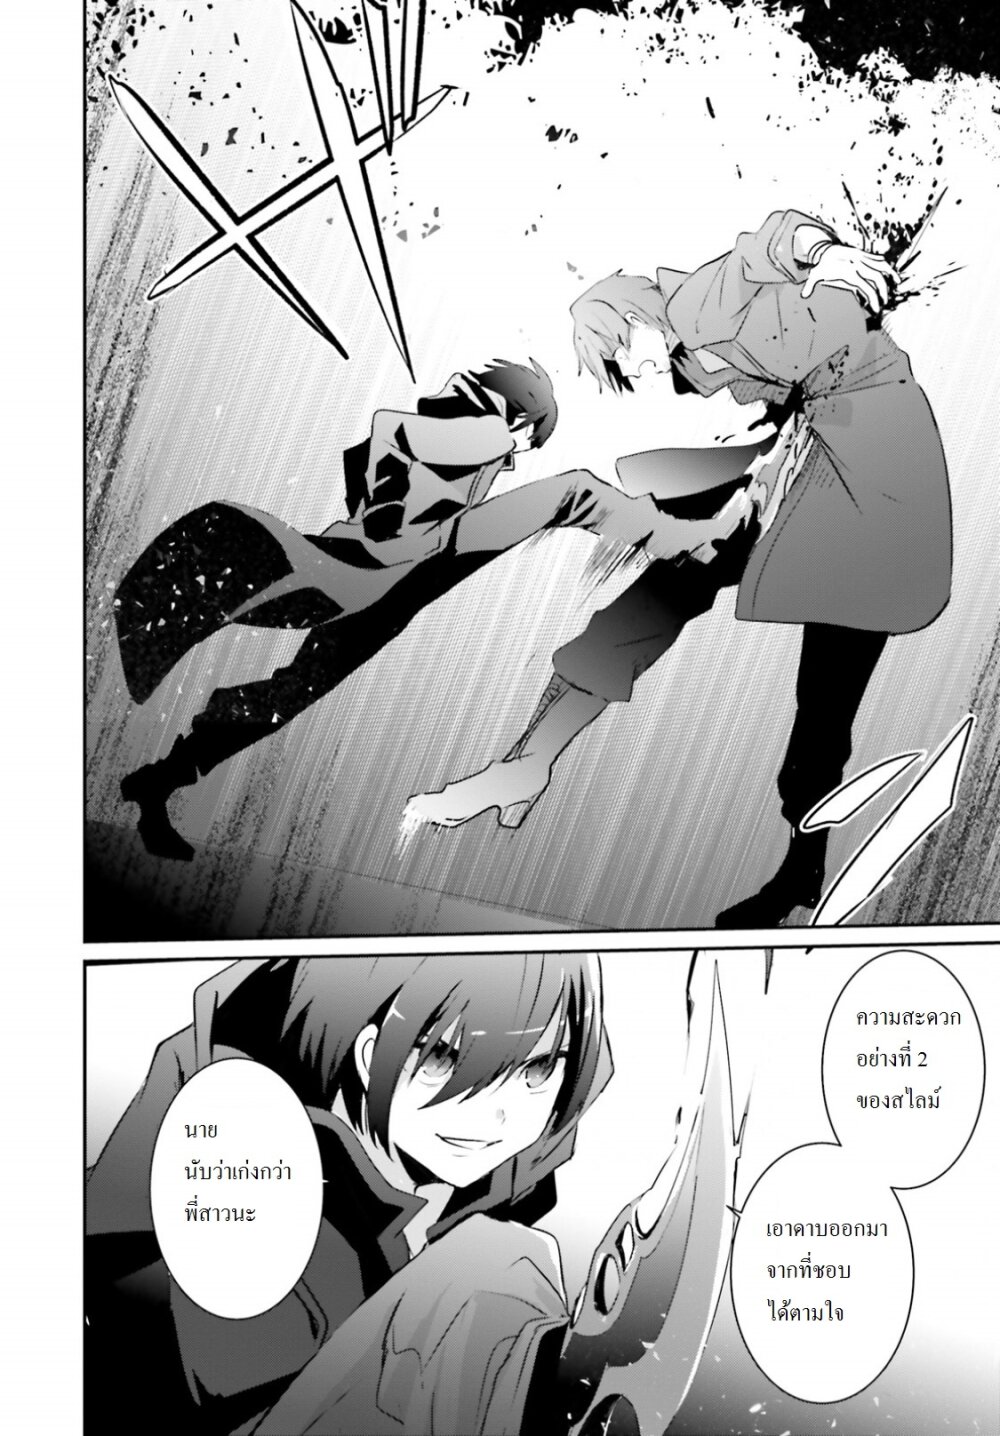 ความสะดวก
อย่างที่ 2
ของสไลม์
เอาดาบออกมา
จากที่ชอบ
ได้ตามใจ
นาย
นับว่าเก่งกว่า
พี่สาวนะ